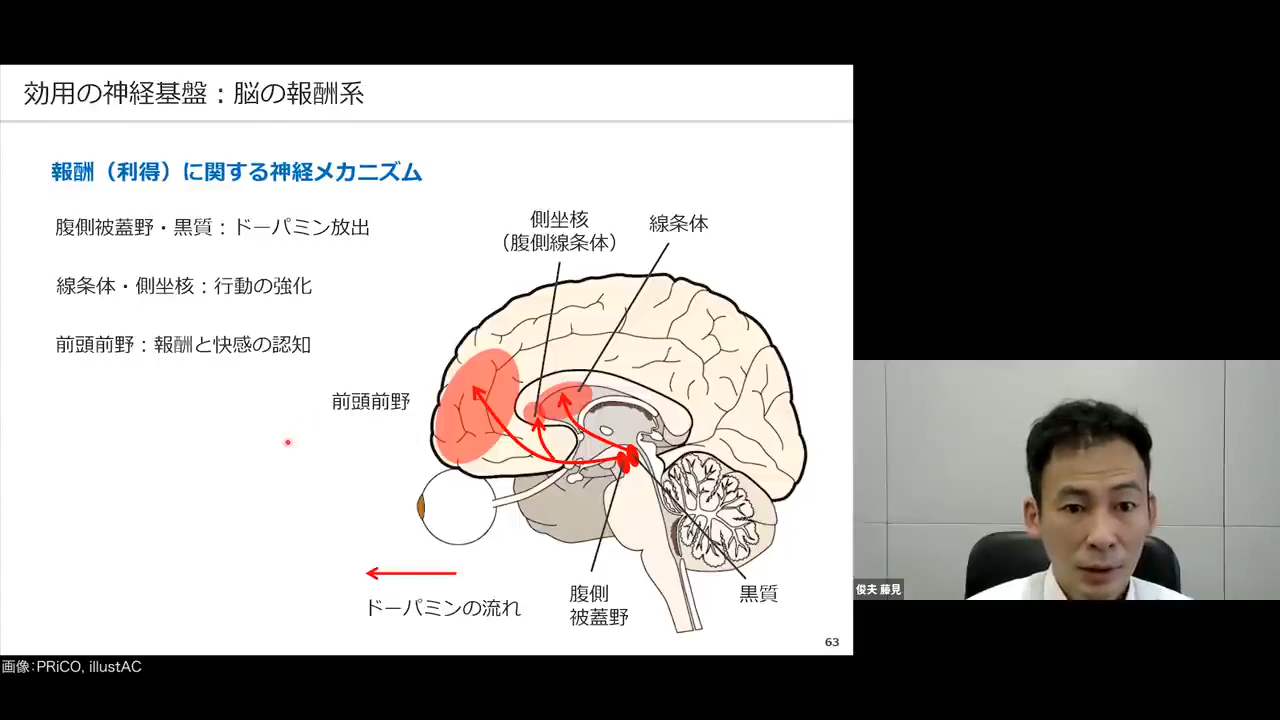 効用の神経基盤：脳の報酬系
報酬（利得）に関する神経メカニズム
腹側被蓋野・黒質：ドーパミン放出
線条体・側坐核：行動の強化
前頭前野：報酬と快感の認知
側坐核
（腹側線条体）
線条体
前頭前野
ドーパミンの流れ
腹側
被蓋野
黒質
63
俊夫 藤見
画像：PRiCO, illustAC